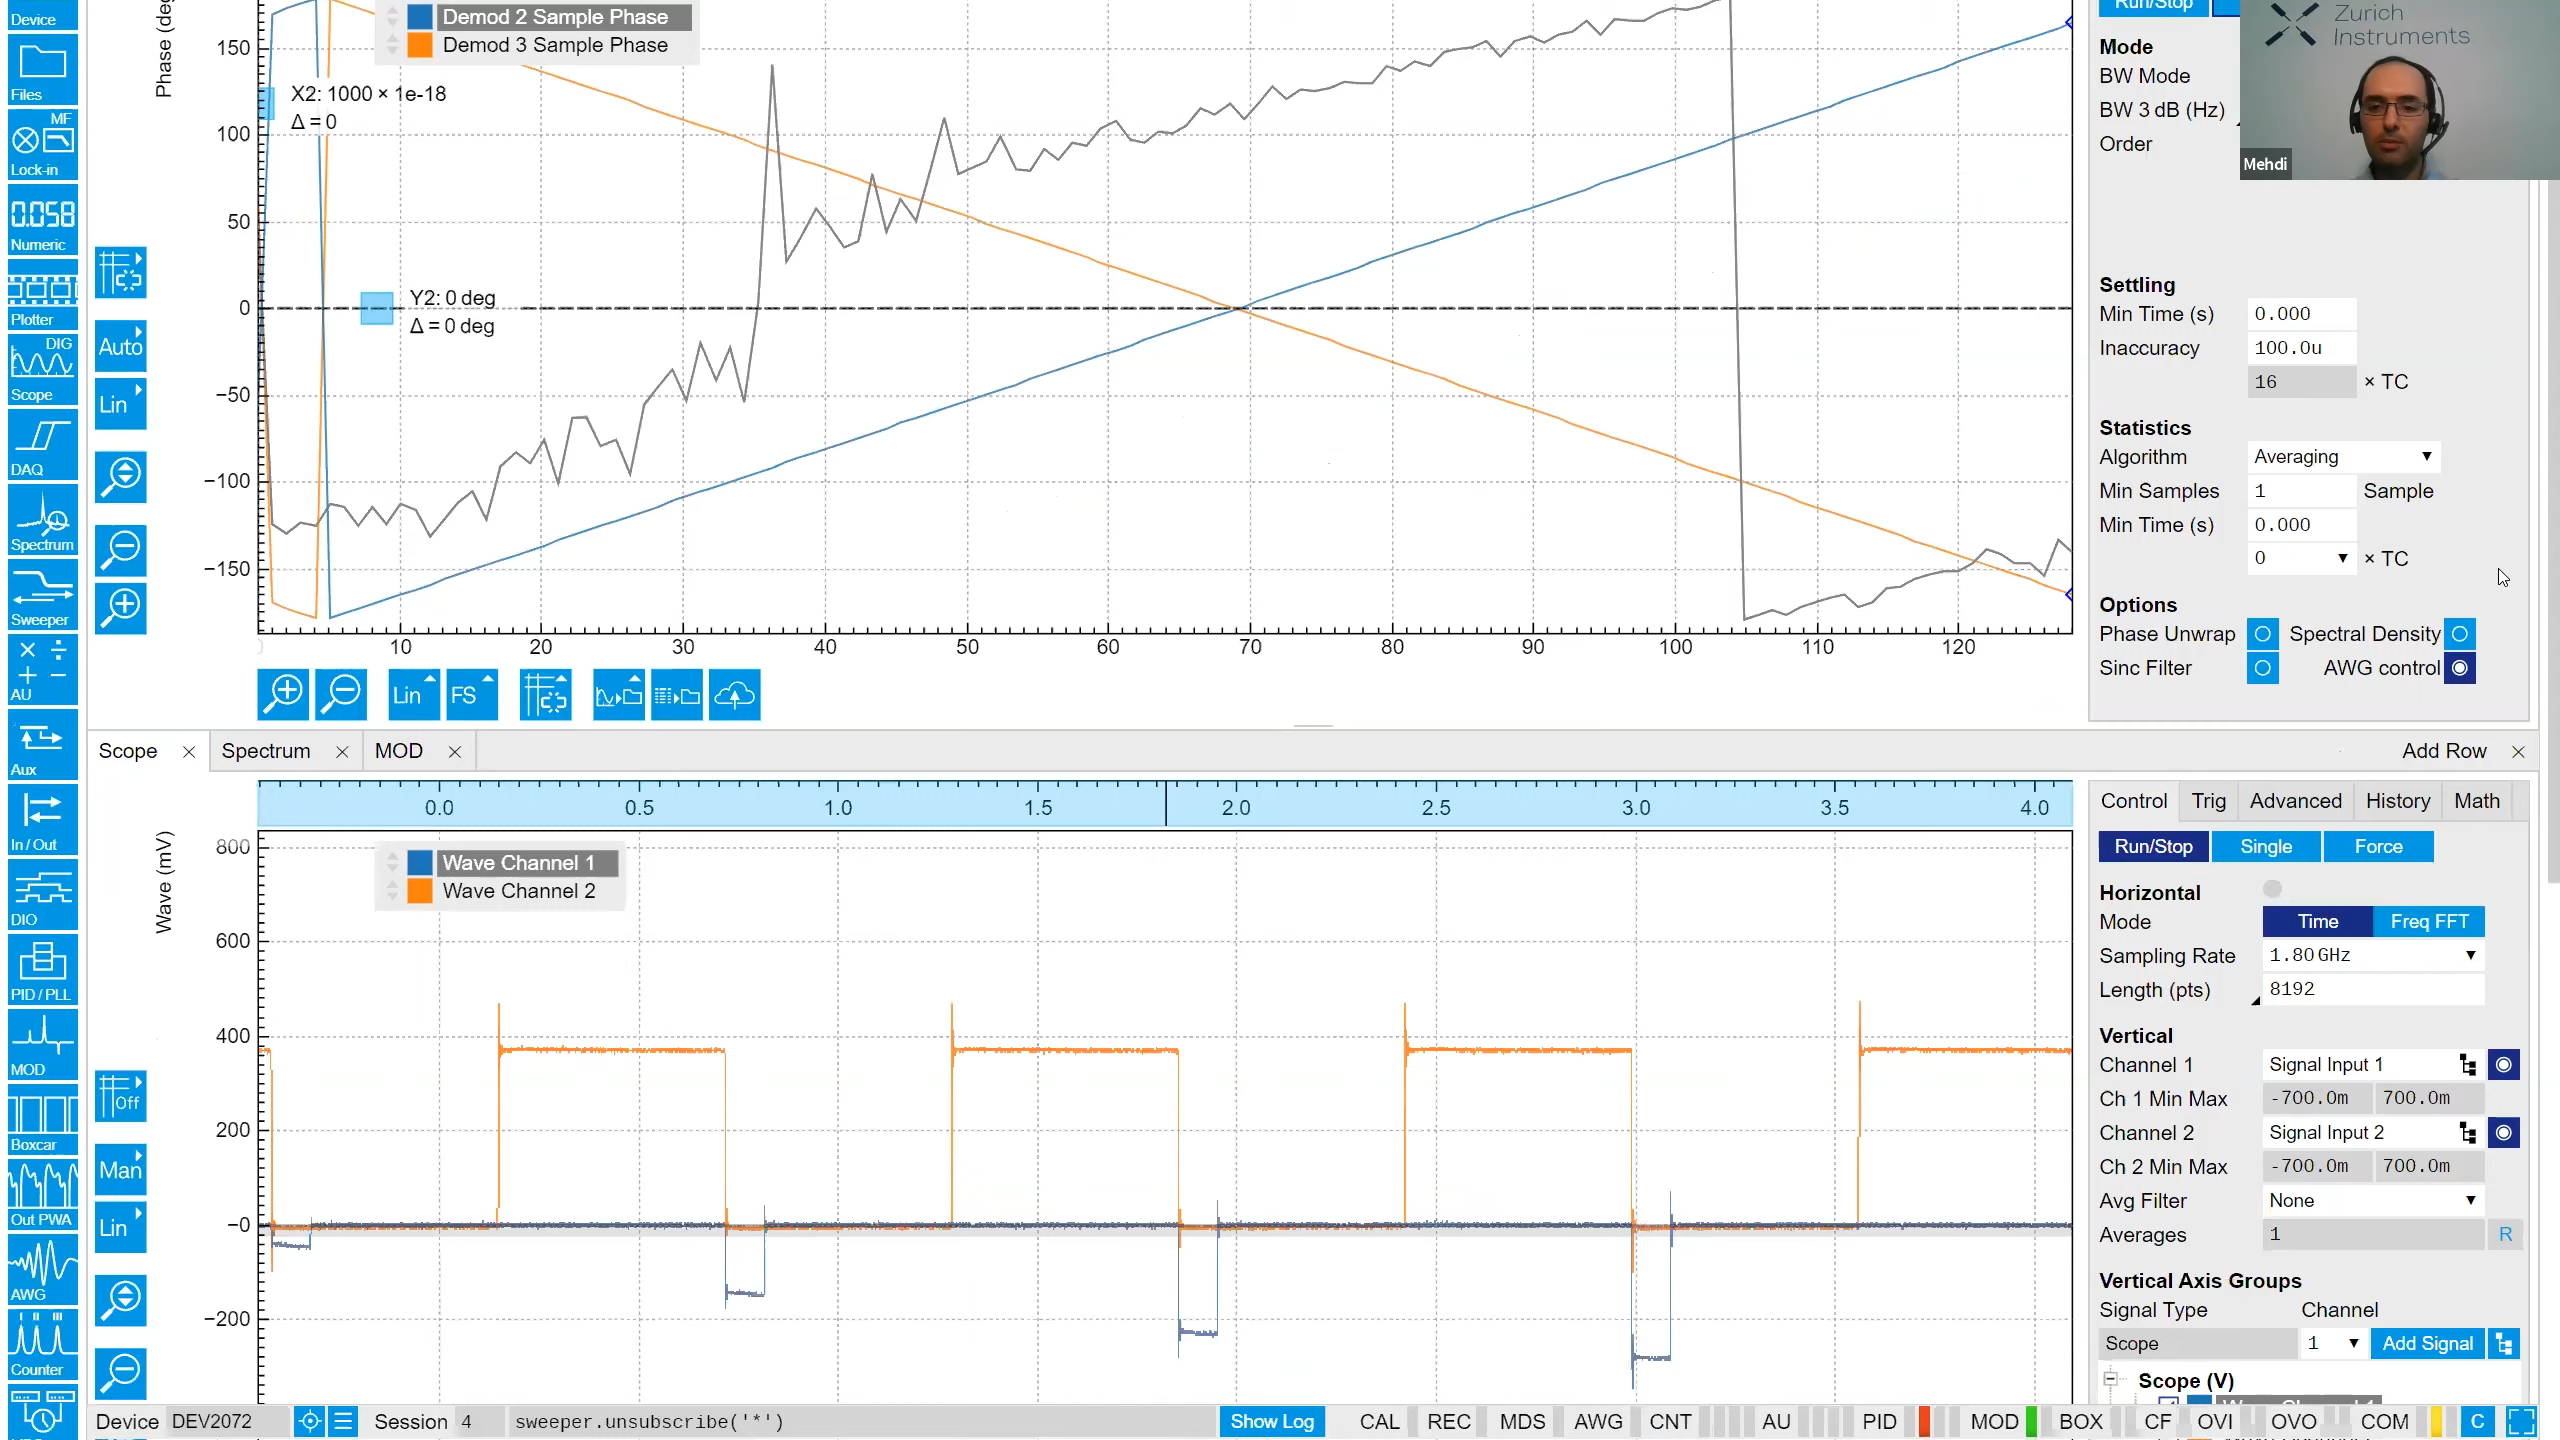 Device
Files
MF
Lock-in
0.058
Numeric
Plotter
DIG
Scope
DAQ
Spectrum
Sweeper
AU
Aux
In / Out
DIO
PID / PLL
MOD
Boxcar
Out PWA
AWG
Counter
Auto
Lin
Phase (deg
Demod 2 Sample Phase
Demod 3 Sample Phase
X2: 1000 × 1e-18
Δ = 0
Y2: 0 deg
Δ = 0 deg
150
100
50
0
−50
−100
−150
10 20 30 40 50 60 70 80 90 100 110 120
Lin FS
Run/Stop
Zurich
Instruments
Mehdi
Mode
BW Mode
BW 3 dB (Hz)
Order
Settling
Min Time (s) 0.000
Inaccuracy 100.0u
16 × TC
Statistics
Algorithm Averaging
Min Samples 1 Sample
Min Time (s) 0.000
0 × TC
Options
Phase Unwrap Spectral Density
Sinc Filter AWG control
Scope Spectrum MOD Add Row
0.0 0.5 1.0 1.5 2.0 2.5 3.0 3.5 4.0
Wave (mV)
Wave Channel 1
Wave Channel 2
800
600
400
200
−0
−200
Off
Man
Lin
Control Trig Advanced History Math
Run/Stop Single Force
Horizontal
Mode Time Freq FFT
Sampling Rate 1.80GHz
Length (pts) 8192
Vertical
Channel 1 Signal Input 1
Ch 1 Min Max -700.0m 700.0m
Channel 2 Signal Input 2
Ch 2 Min Max -700.0m 700.0m
Avg Filter None
Averages 1 R
Vertical Axis Groups
Signal Type Channel
Scope 1 Add Signal
Scope (V)
Device DEV2072 Session 4 sweeper.unsubscribe('*') Show Log CAL REC MDS AWG CNT AU PID MOD BOX CF OVI OVO COM C